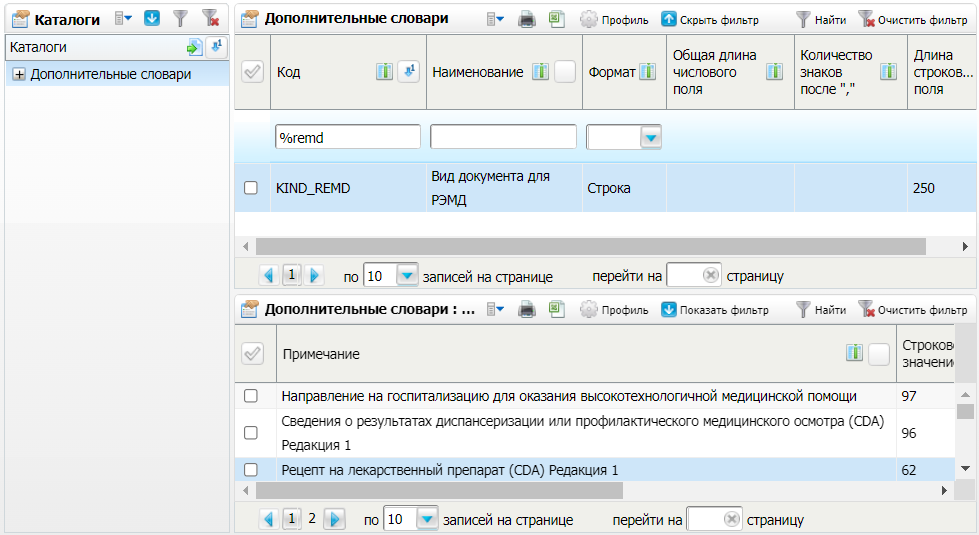 Каталоги
Каталоги
Дополнительные словари
Дополнительные словари
Профиль
Скрыть фильтр
Найти
Очистить фильтр
Код
Наименование
Формат
Общая длина
числового
поля
Количество
знаков
после ","
Длина
строков...
поля
%remd
KIND_REMD
Вид документа для
РЭМД
Строка
250
1
по 10 записей на странице
перейти на
страницу
Дополнительные словари : ...
Профиль
Показать фильтр
Найти
Очистить фильтр
Примечание
Строков
значени
Направление на госпитализацию для оказания высокотехнологичной медицинской помощи
97
Сведения о результатах диспансеризации или профилактического медицинского осмотра (CDA)
Редакция 1
96
Рецепт на лекарственный препарат (CDA) Редакция 1
62
1 2
по 10 записей на странице
перейти на
страницу